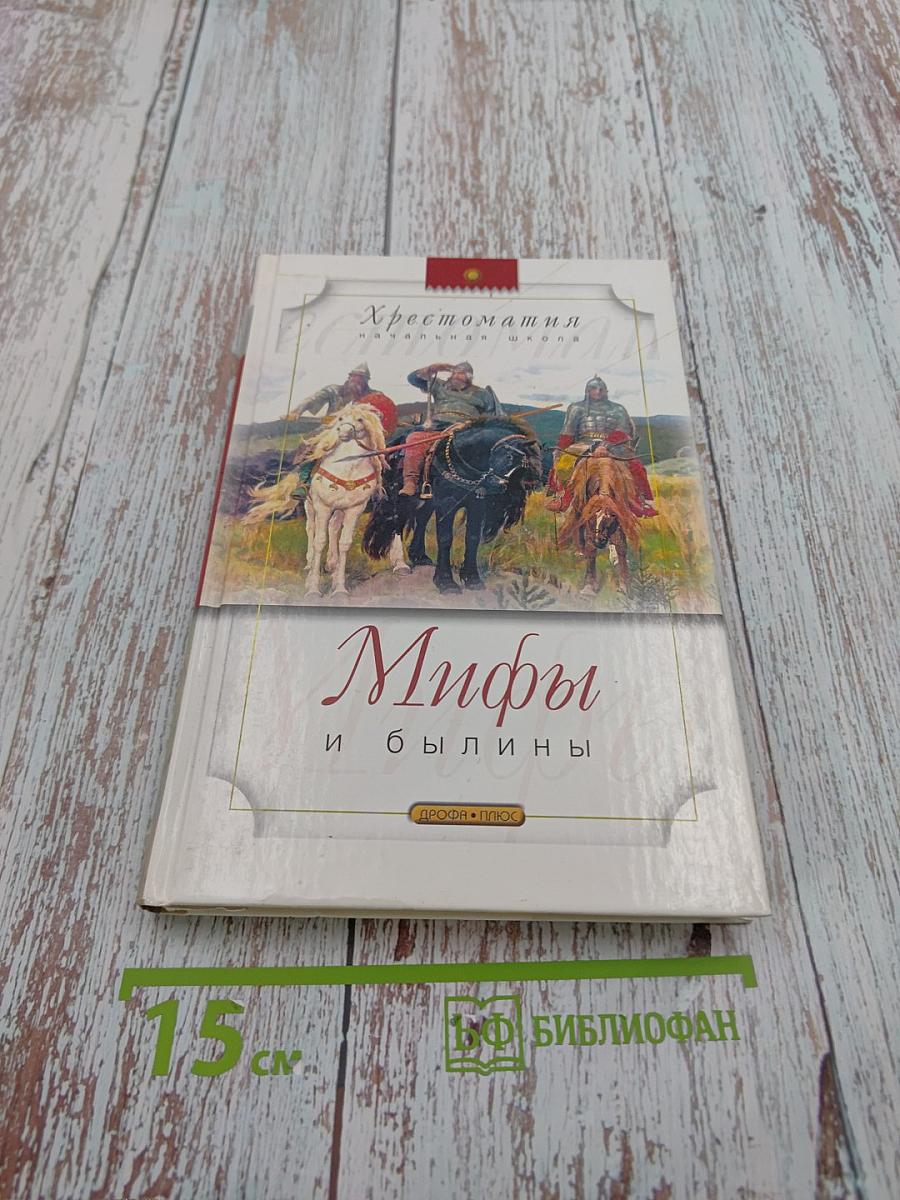 Хрестоматия
начальная школа
Мифы
и былины
ДРОФА • ПЛЮС
15 см
БФ БИБЛИОФАН